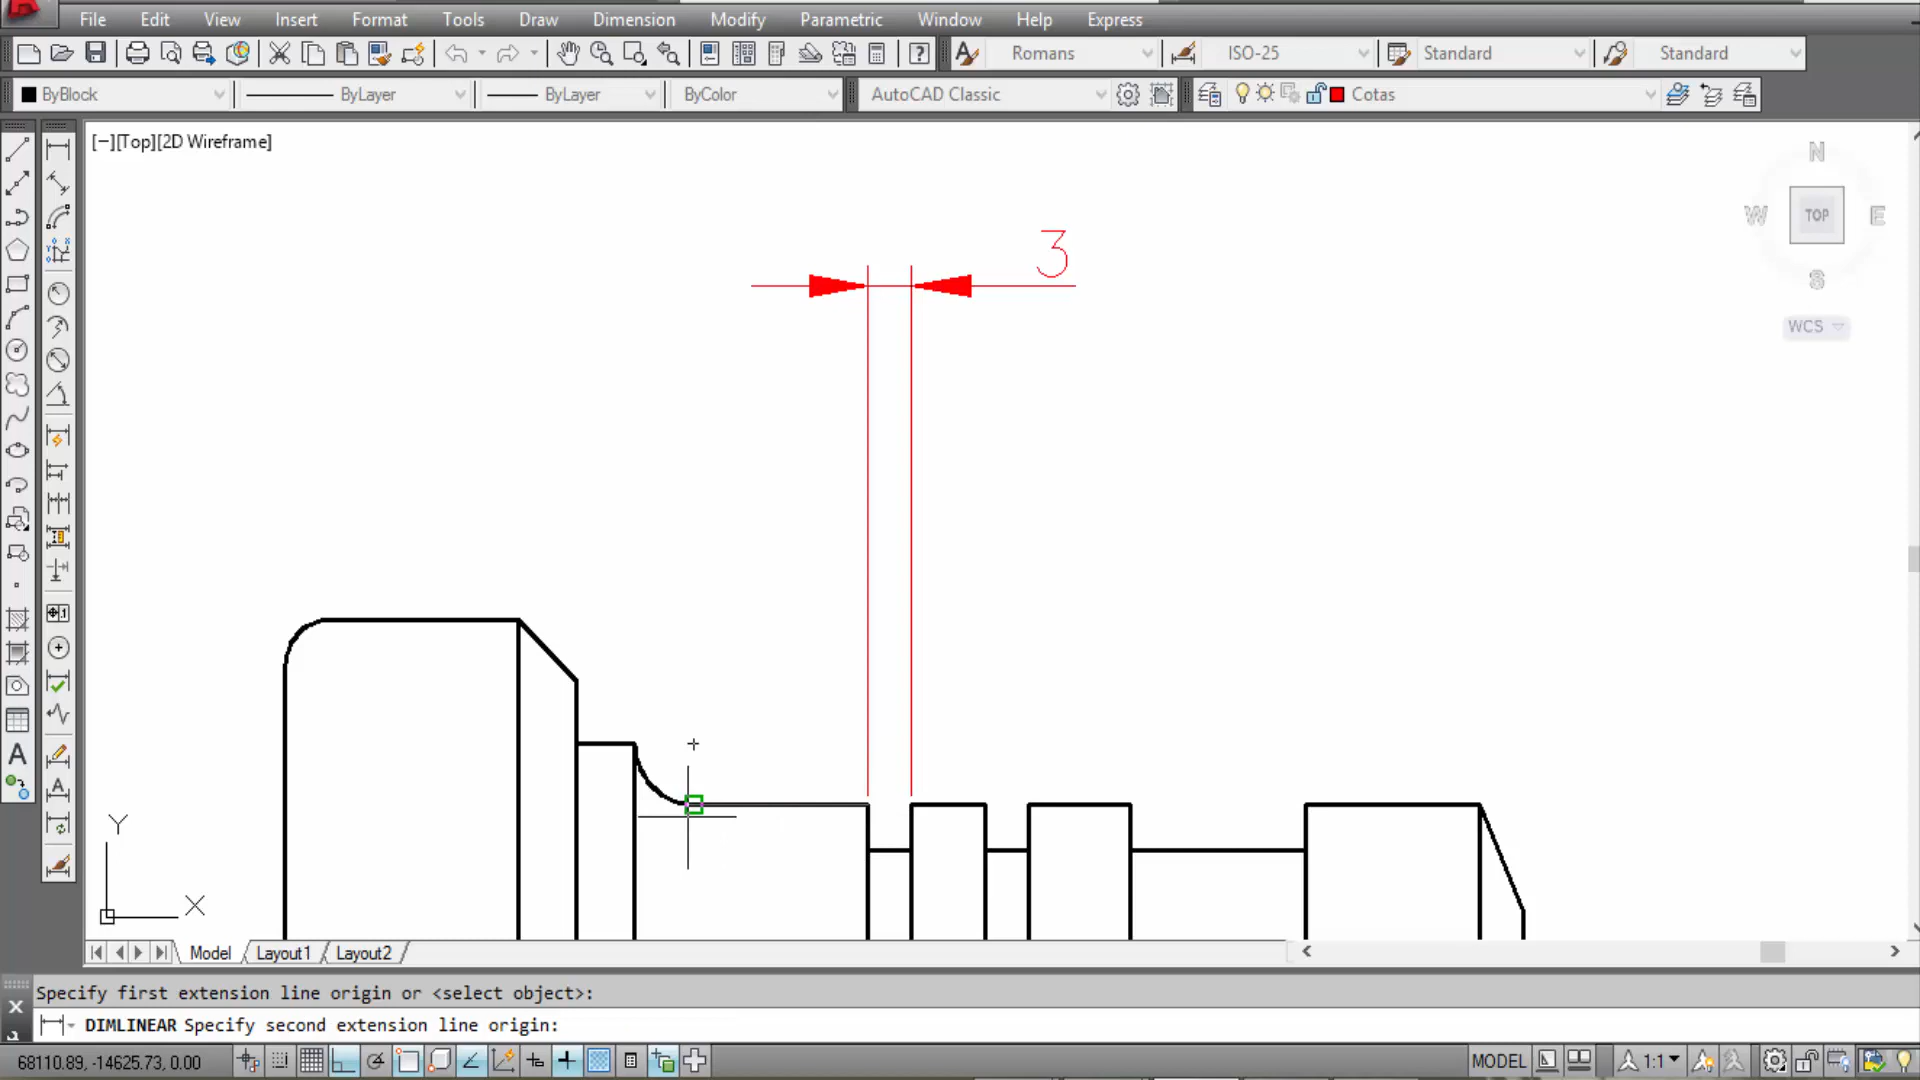 File Edit View Insert Format Tools Draw Dimension Modify Parametric Window Help Express
Romans ISO-25 Standard Standard
ByBlock ByLayer ByLayer ByColor AutoCAD Classic Cotas
[−][Top][2D Wireframe]
N
W TOP E
S
WCS
3
Y
X
Model Layout1 Layout2
Specify first extension line origin or <select object>:
DIMLINEAR Specify second extension line origin:
68110.89, -14625.73, 0.00 MODEL 1:1